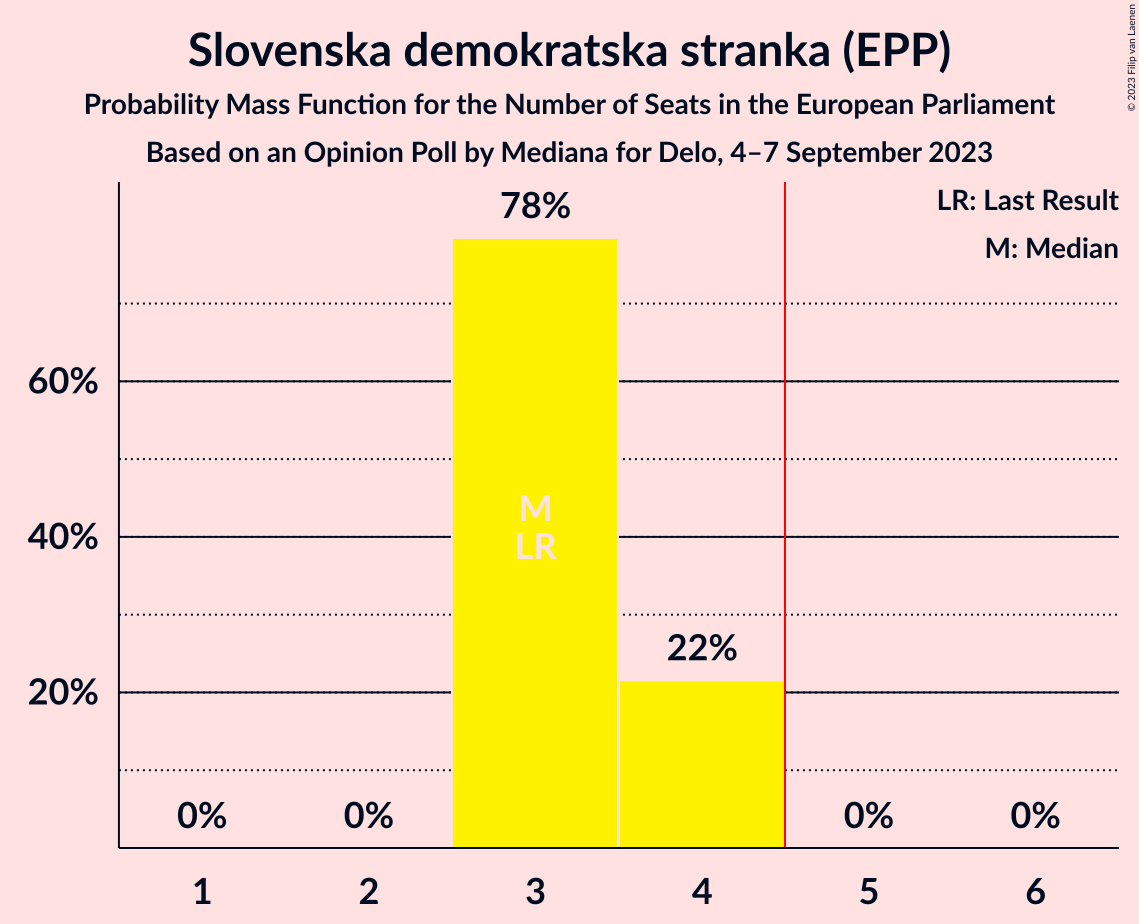 Slovenska demokratska stranka (EPP)
Probability Mass Function for the Number of Seats in the European Parliament
Based on an Opinion Poll by Mediana for Delo, 4–7 September 2023
© 2023 Filip van Laenen
LR: Last Result
M: Median
78%
60%
M
40%
LR
22%
20%
0%
0%
0%
0%
1
2
3
4
5
6